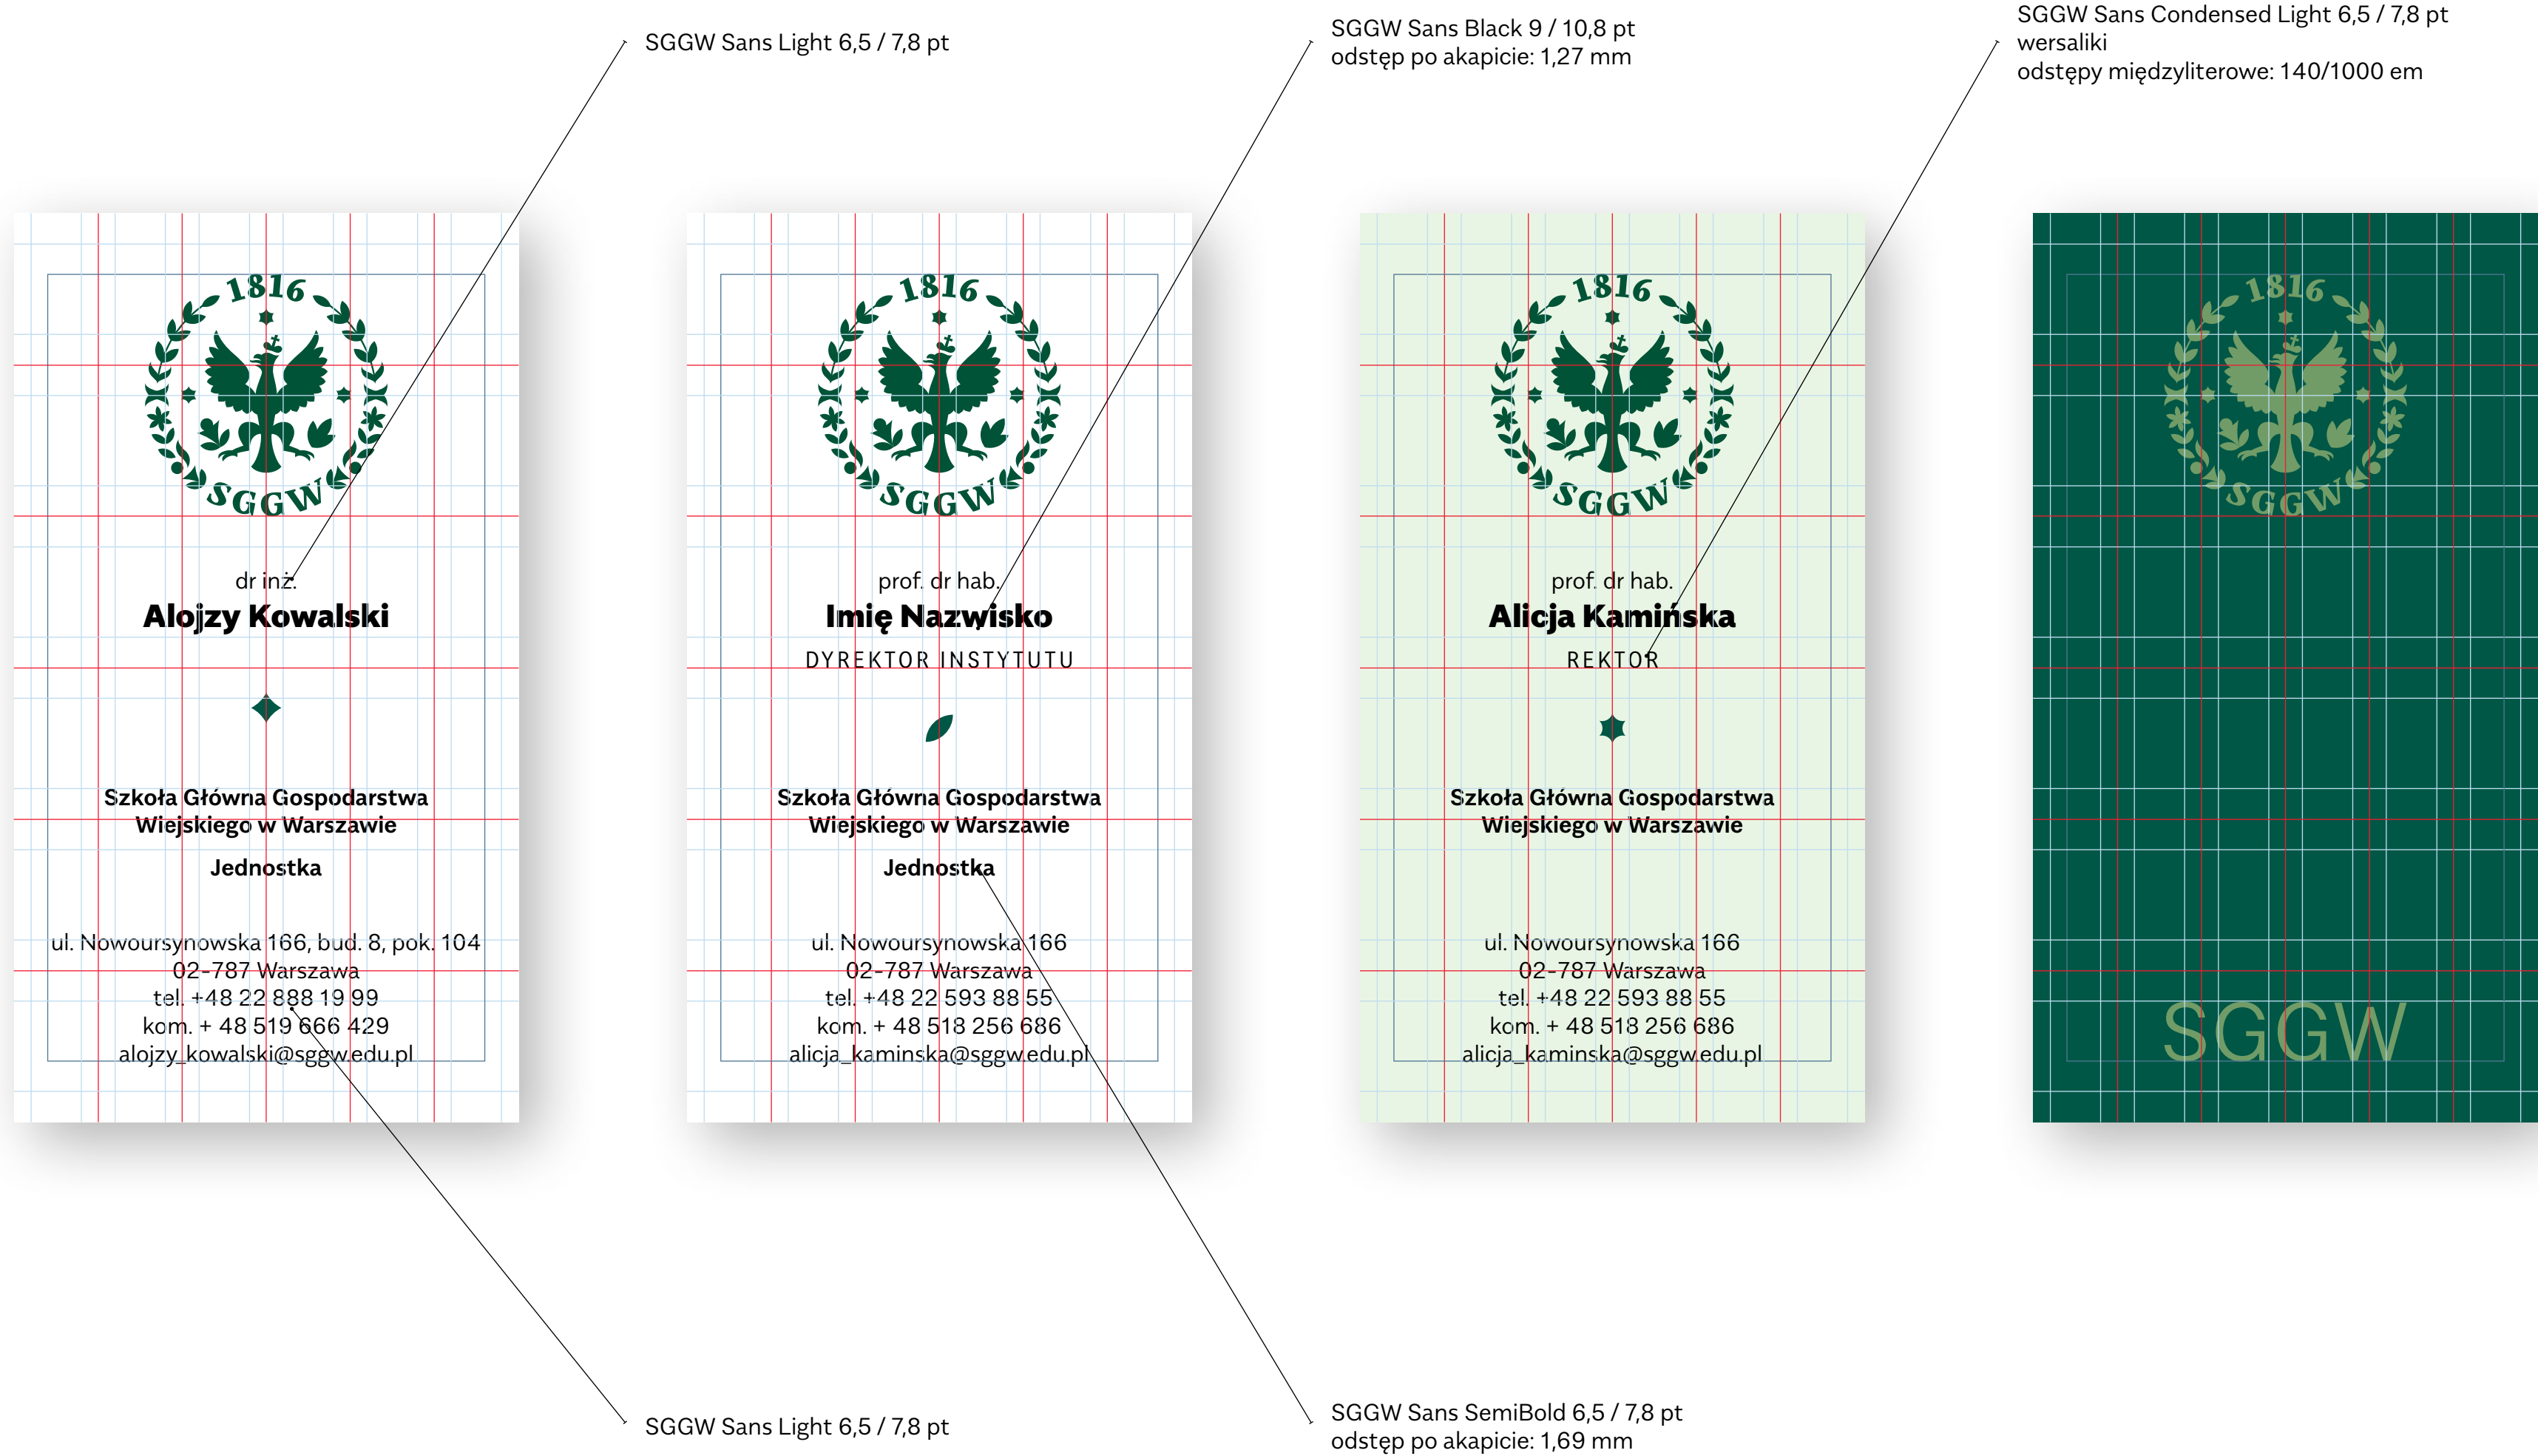 SGGW Sans Light 6,5 / 7,8 pt
SGGW Sans Black 9 / 10,8 pt
odstęp po akapicie: 1,27 mm
SGGW Sans Condensed Light 6,5 / 7,8 pt
wersaliki
odstępy międzyliterowe: 140/1000 em
1816
SGGW
dr inż.
Alojzy Kowalski
Szkoła Główna Gospodarstwa
Wiejskiego w Warszawie
Jednostka
ul. Nowoursynowska 166, bud. 8, pok. 104
02-787 Warszawa
tel. +48 22 888 19 99
kom. + 48 519 666 429
alojzy_kowalski@sggw.edu.pl
1816
SGGW
prof. dr hab.
Imię Nazwisko
DYREKTOR INSTYTUTU
Szkoła Główna Gospodarstwa
Wiejskiego w Warszawie
Jednostka
ul. Nowoursynowska 166
02-787 Warszawa
tel. +48 22 593 88 55
kom. + 48 518 256 686
alicja_kaminska@sggw.edu.pl
1816
SGGW
prof. dr hab.
Alicja Kamińska
REKTOR
Szkoła Główna Gospodarstwa
Wiejskiego w Warszawie
ul. Nowoursynowska 166
02-787 Warszawa
tel. +48 22 593 88 55
kom. + 48 518 256 686
alicja_kaminska@sggw.edu.pl
1816
SGGW
SGGW
SGGW Sans Light 6,5 / 7,8 pt
SGGW Sans SemiBold 6,5 / 7,8 pt
odstęp po akapicie: 1,69 mm